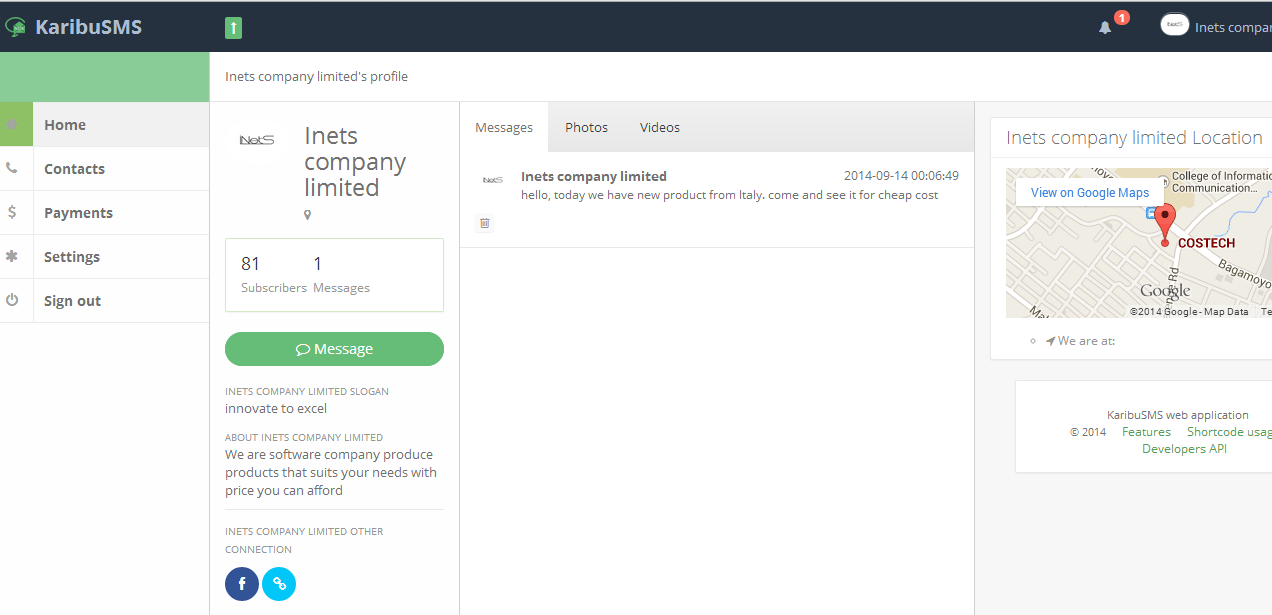 KaribuSMS
1
Inets compar
Inets company limited's profile
Home
Contacts
Payments
Settings
Sign out
iNetS
Inets
company
limited
81
1
Subscribers
Messages
Message
INETS COMPANY LIMITED SLOGAN
innovate to excel
ABOUT INETS COMPANY LIMITED
We are software company produce
products that suits your needs with
price you can afford
INETS COMPANY LIMITED OTHER
CONNECTION
Messages
Photos
Videos
iNetS
Inets company limited
2014-09-14 00:06:49
hello, today we have new product from Italy. come and see it for cheap cost
Inets company limited Location
View on Google Maps
College of Informatic
Communication...
COSTECH
Bagamoyo
Google
©2014 Google - Map Data
Te
We are at:
KaribuSMS web application
© 2014 Features Shortcode usag
Developers API